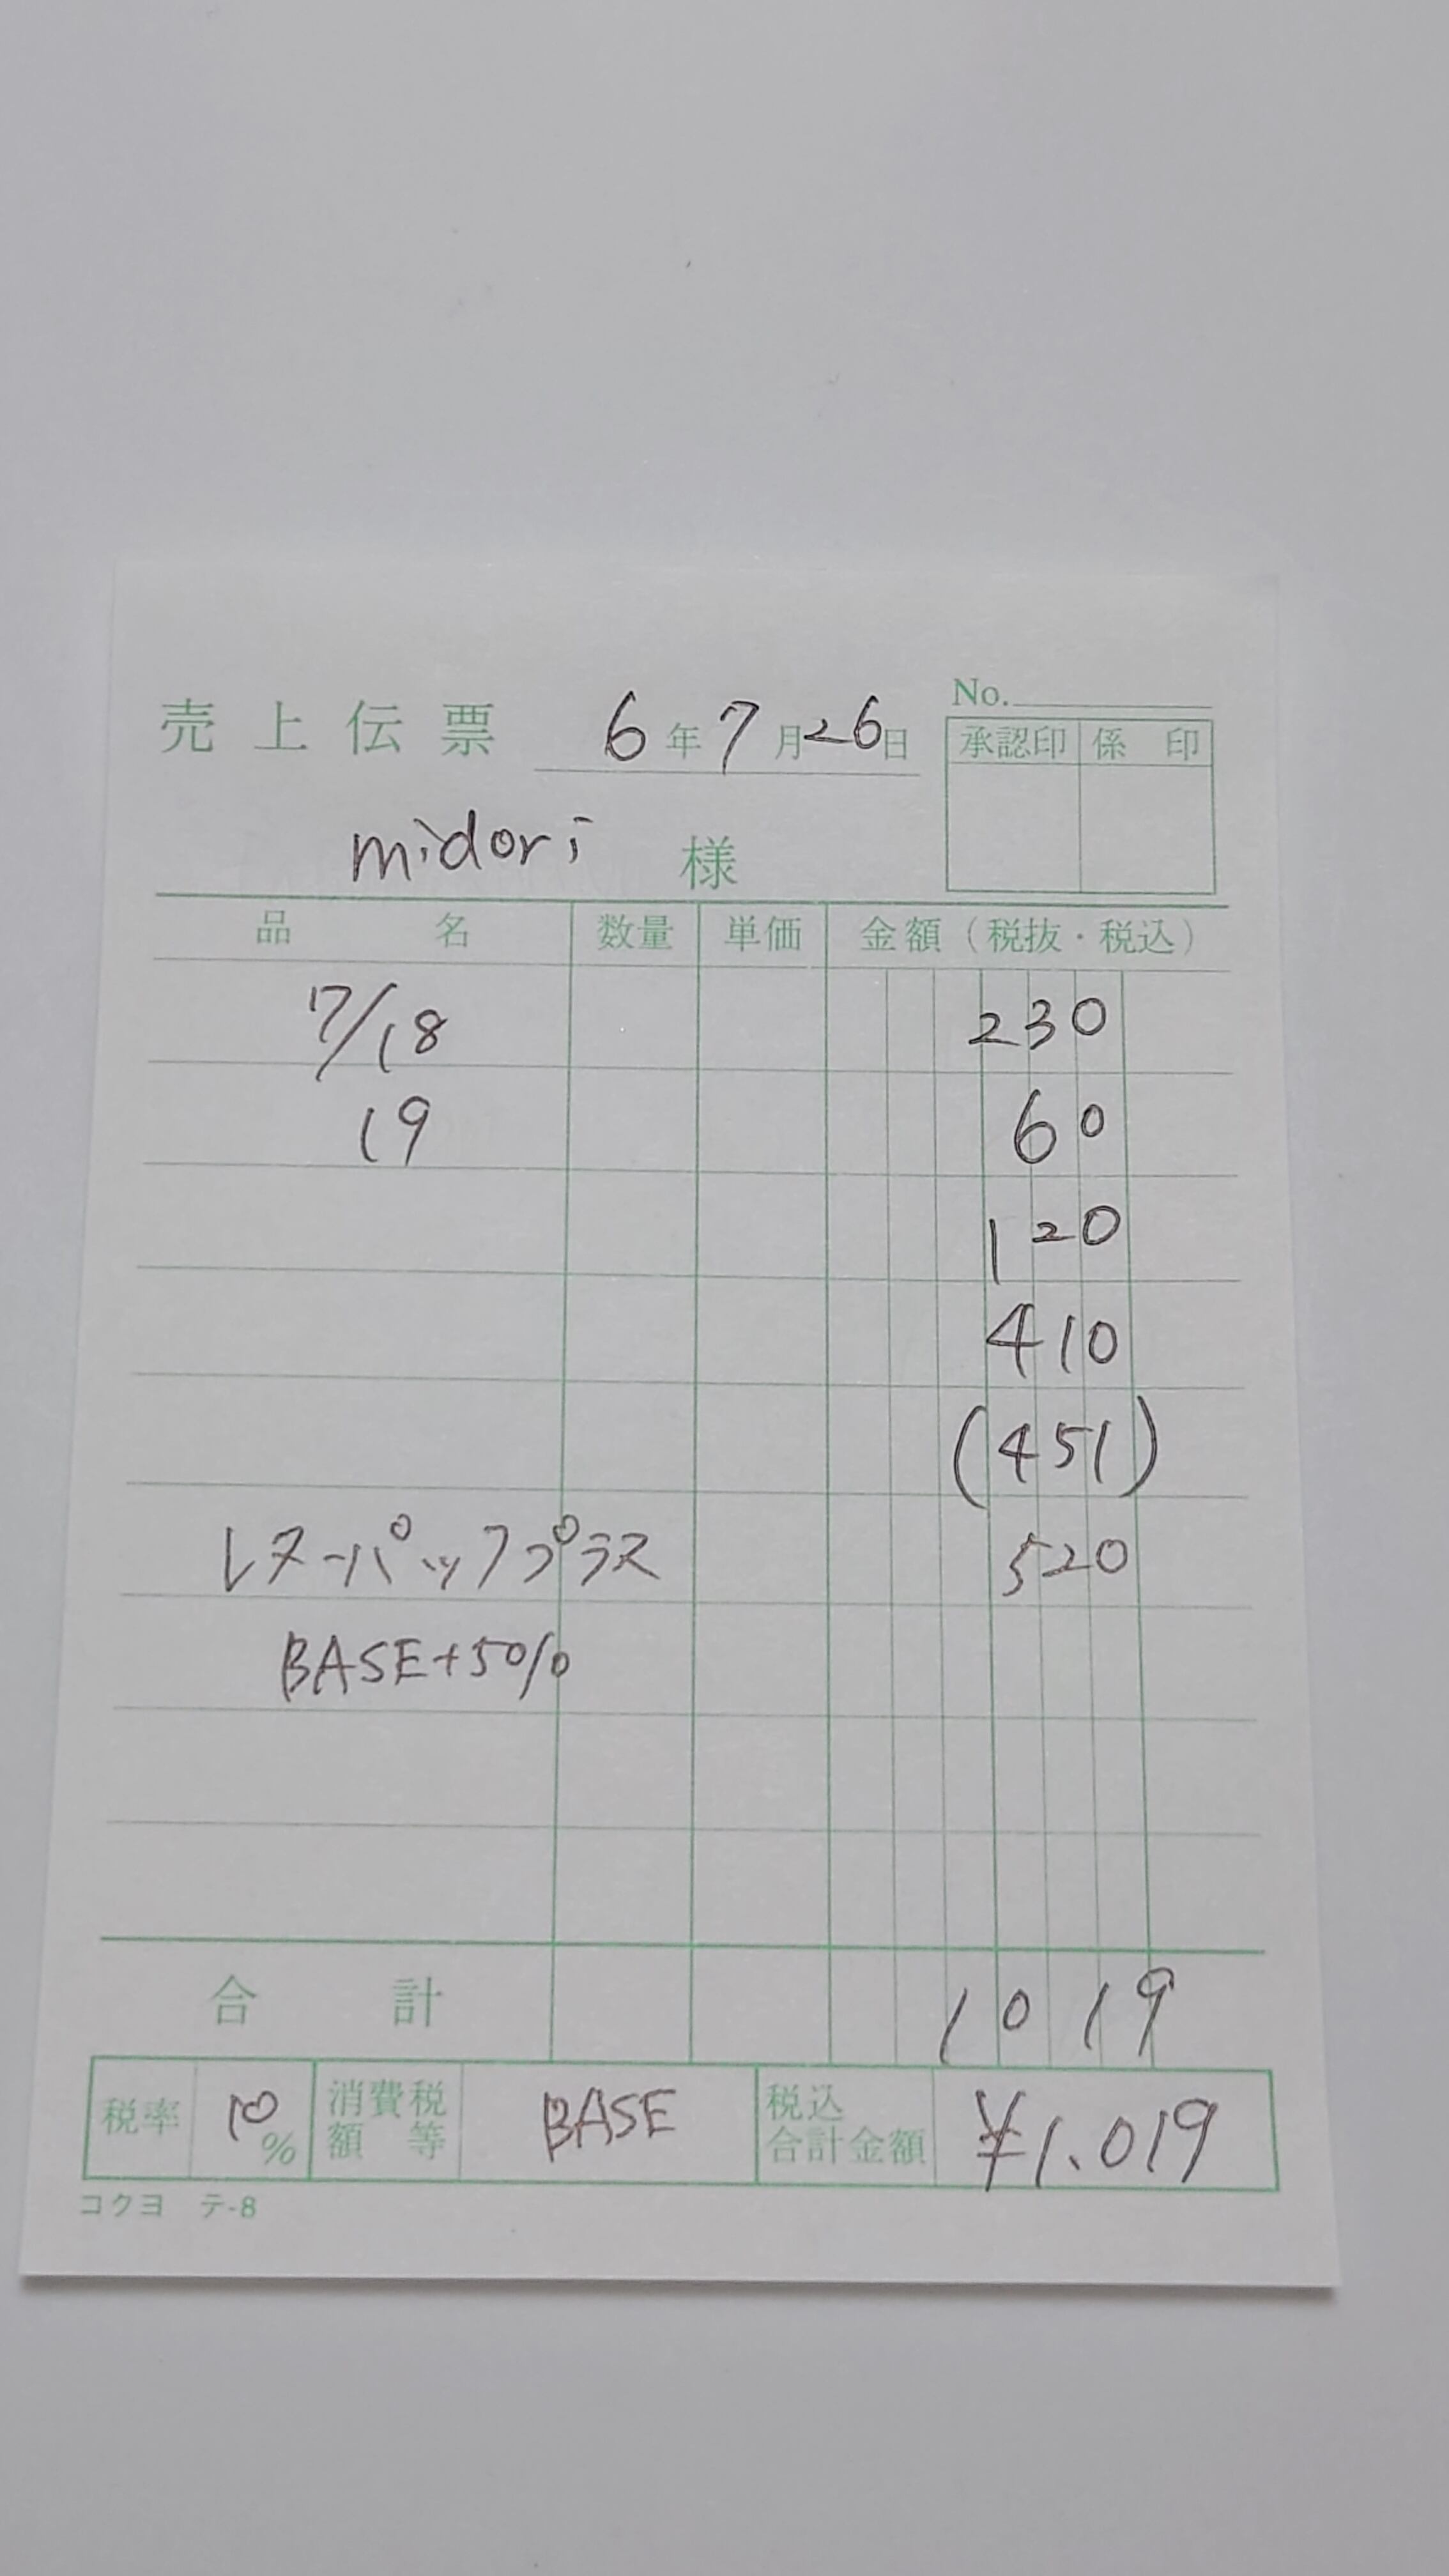 No.
売上伝票 6年7月26日
承認印 係印
midori 様
品名 数量 単価 金額(税抜・税込)
7/18 230
19 60
120
410
(451)
レターパックプラス 520
BASE+5%
合計 1019
税率 10% 消費税額等 BASE 税込合計金額 ¥1.019
コクヨ テ-8